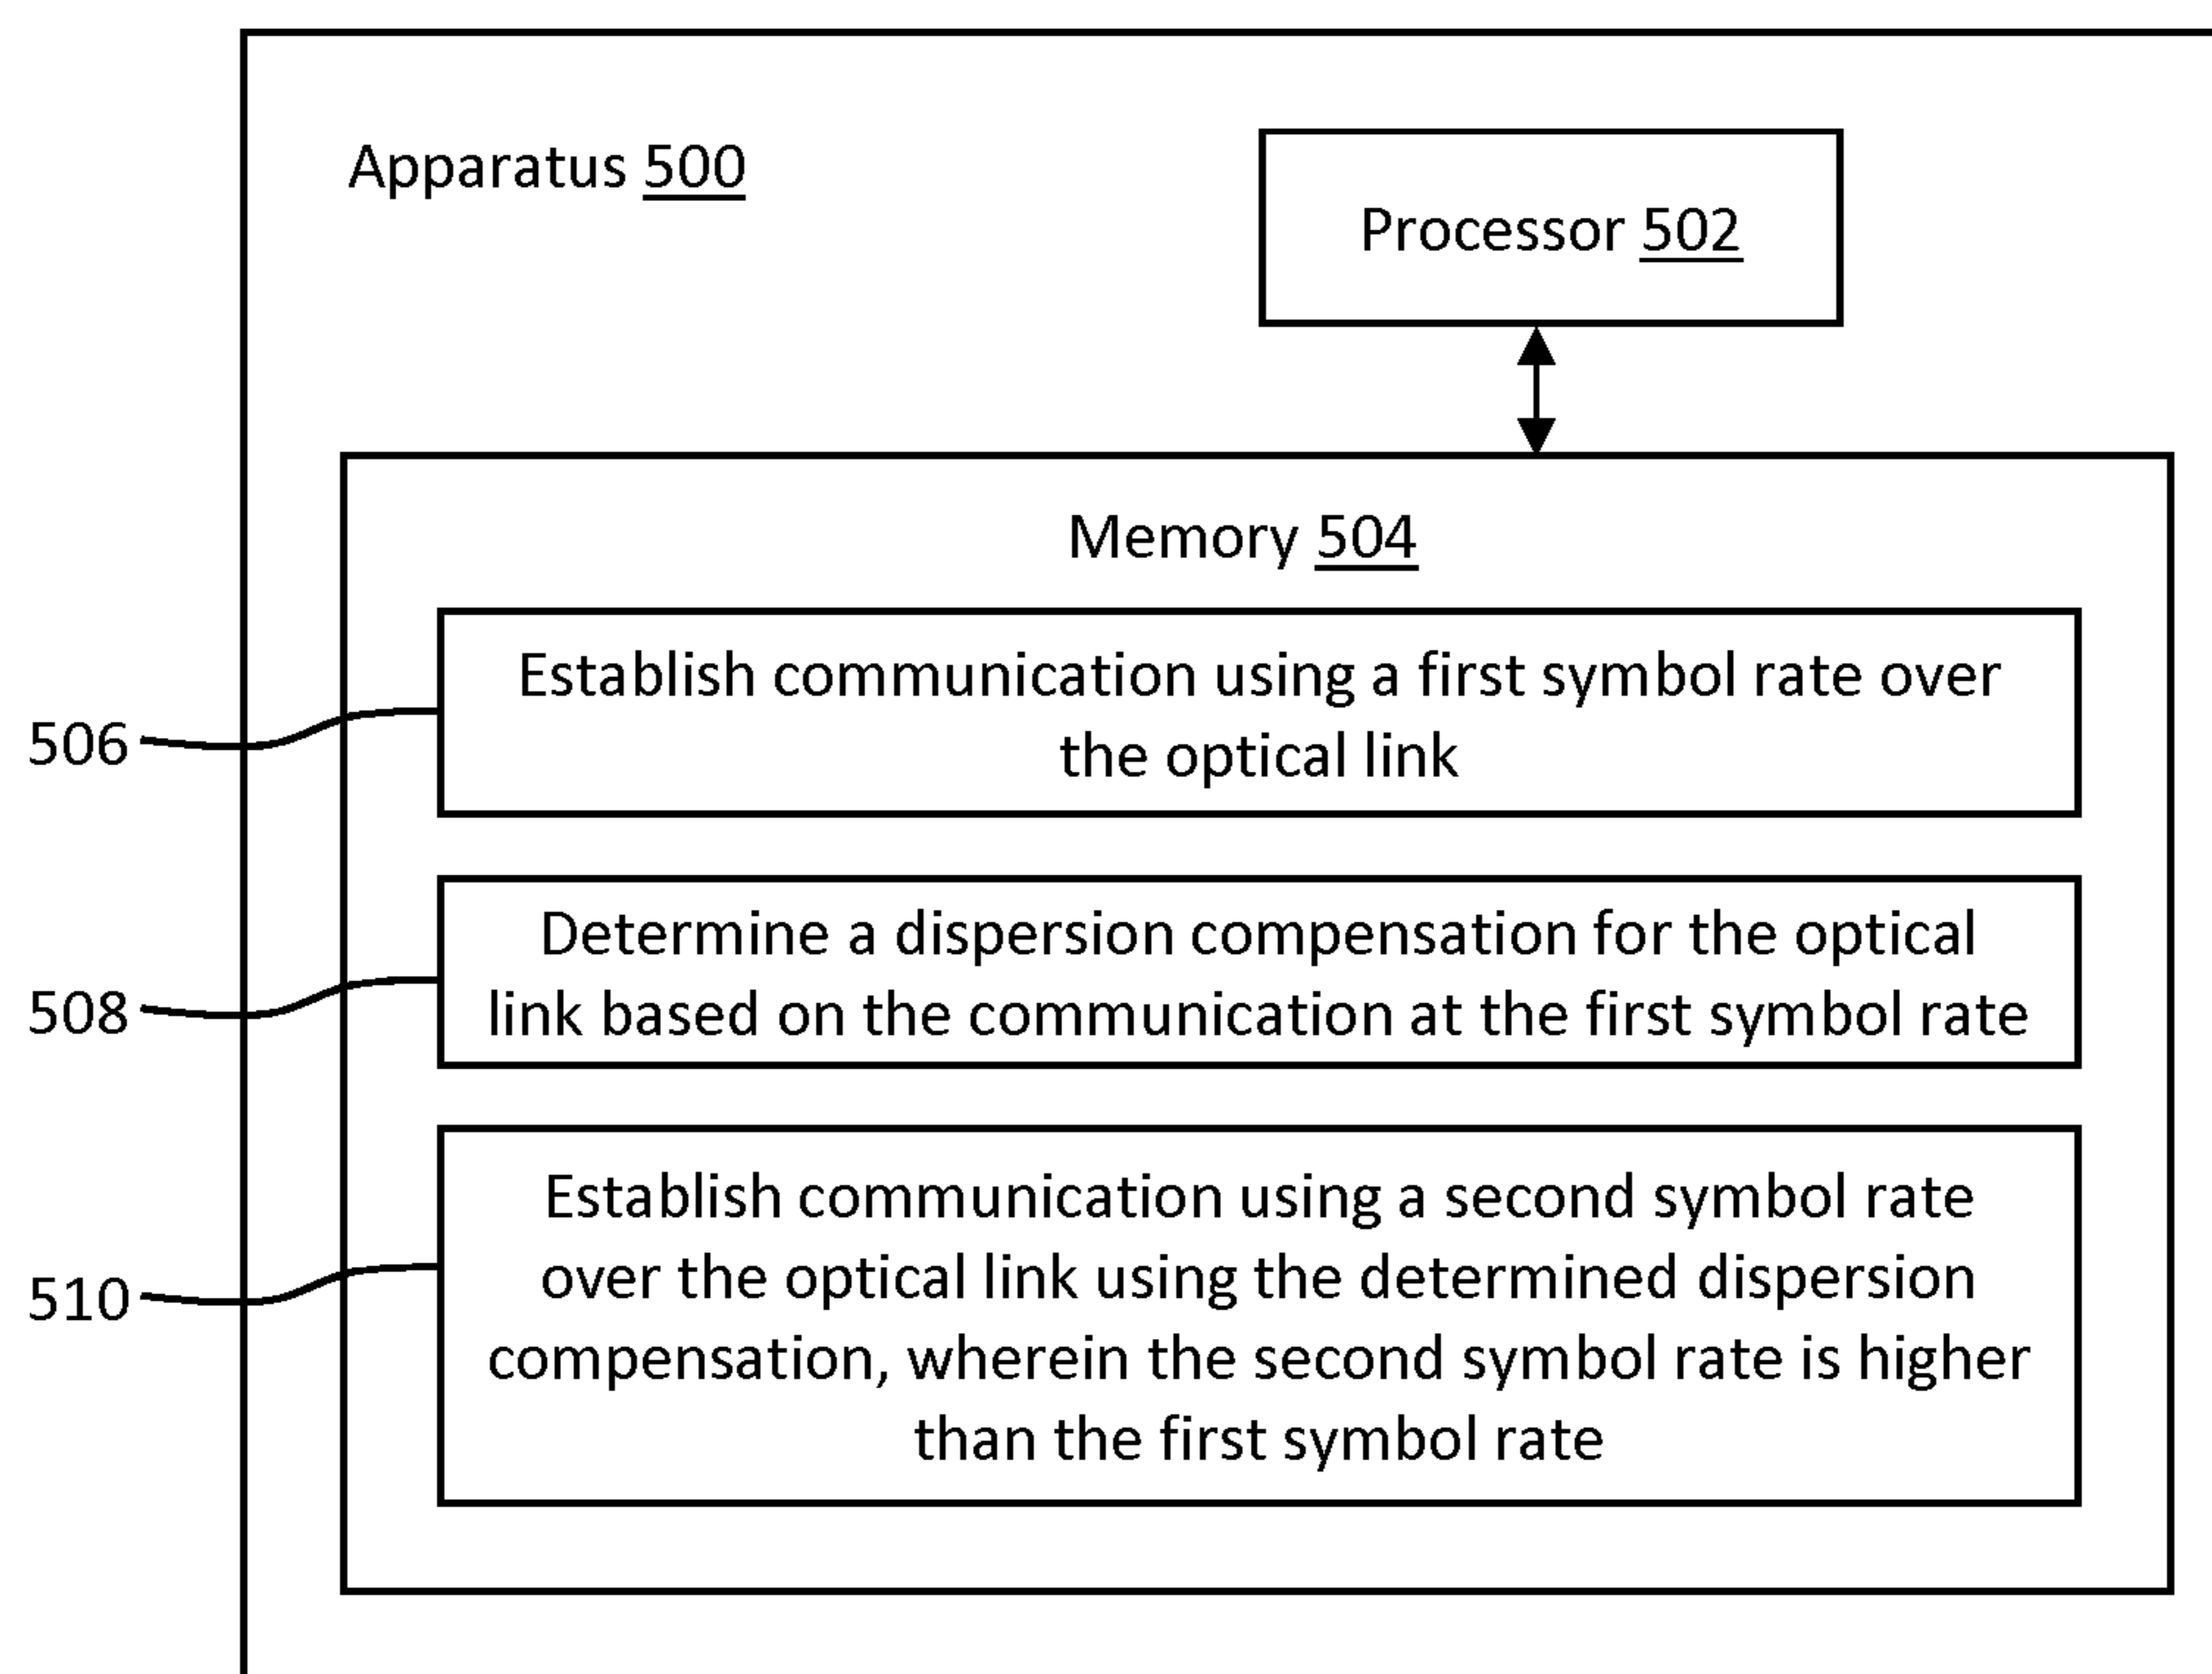 Apparatus 500
Processor 502
Memory 504
506
Establish communication using a first symbol rate over
the optical link
508
Determine a dispersion compensation for the optical
link based on the communication at the first symbol rate
510
Establish communication using a second symbol rate
over the optical link using the determined dispersion
compensation, wherein the second symbol rate is higher
than the first symbol rate